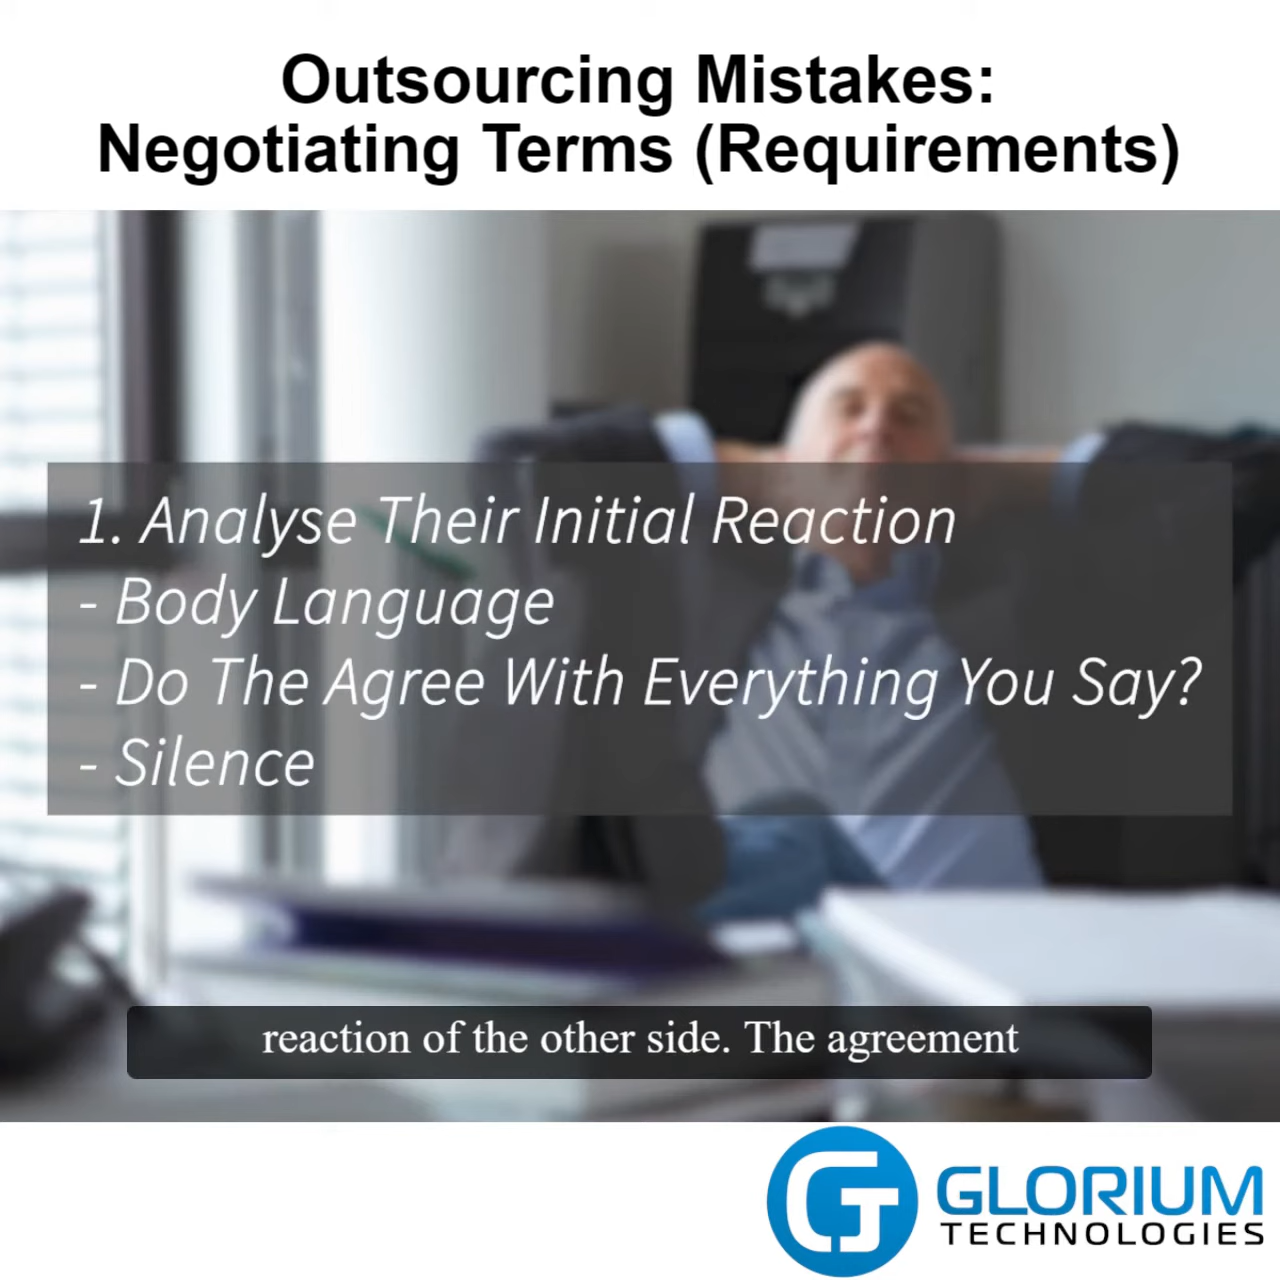 Outsourcing Mistakes:
Negotiating Terms (Requirements)
1. Analyse Their Initial Reaction
- Body Language
- Do The Agree With Everything You Say?
- Silence
reaction of the other side. The agreement
GLORIUM
TECHNOLOGIES